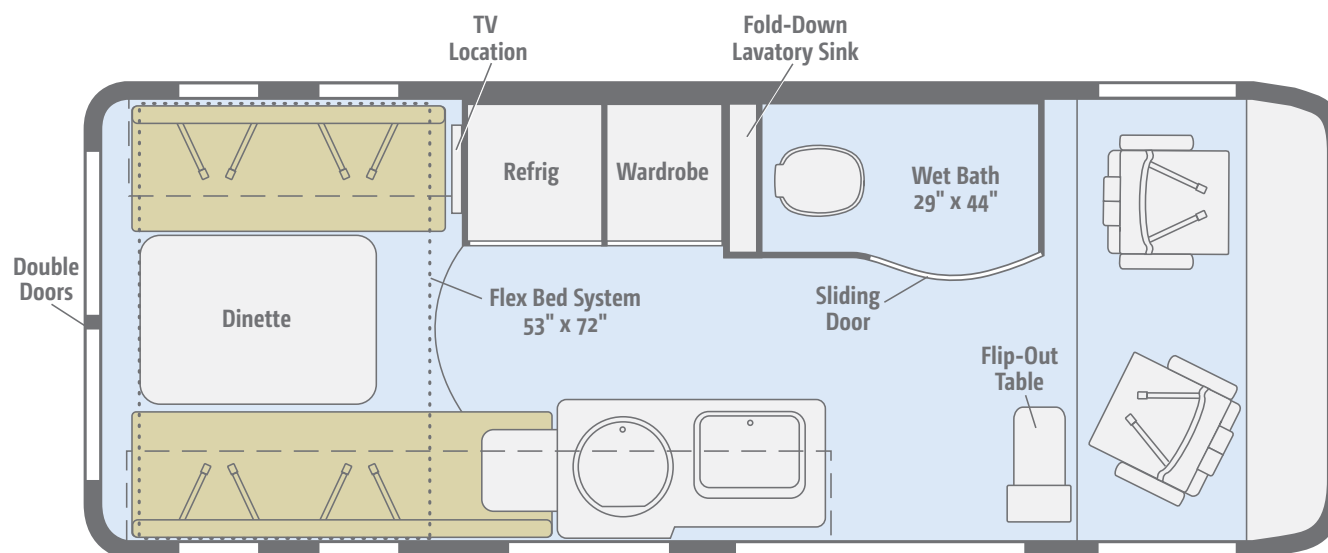 TV
Location
Fold-Down
Lavatory Sink
Refrig
Wardrobe
Wet Bath
29" x 44"
Double
Doors
Dinette
Flex Bed System
53" x 72"
Sliding
Door
Flip-Out
Table